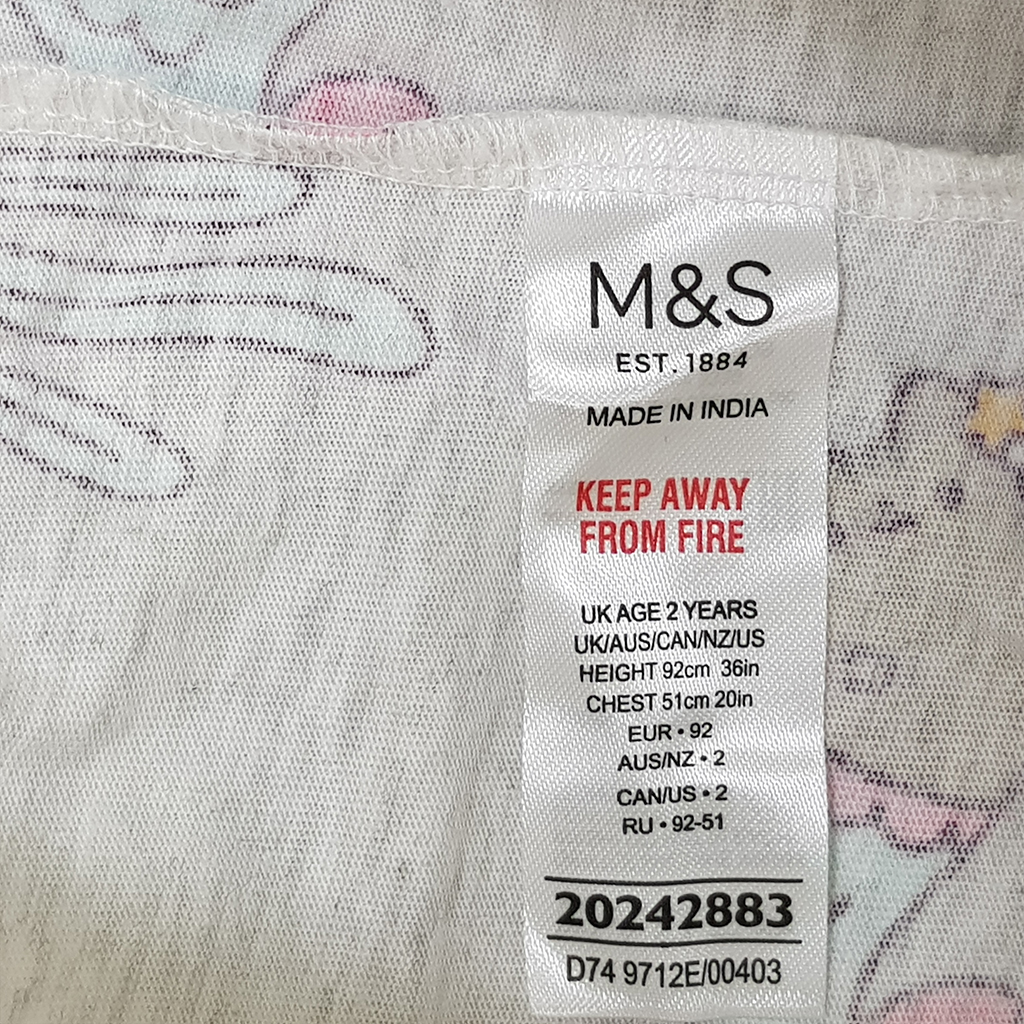 M&S
EST. 1884
MADE IN INDIA
KEEP AWAY
FROM FIRE
UK AGE 2 YEARS
UK/AUS/CAN/NZ/US
HEIGHT 92cm 36in
CHEST 51cm 20in
EUR • 92
AUS/NZ • 2
CAN/US • 2
RU • 92-51
20242883
D74 9712E/00403